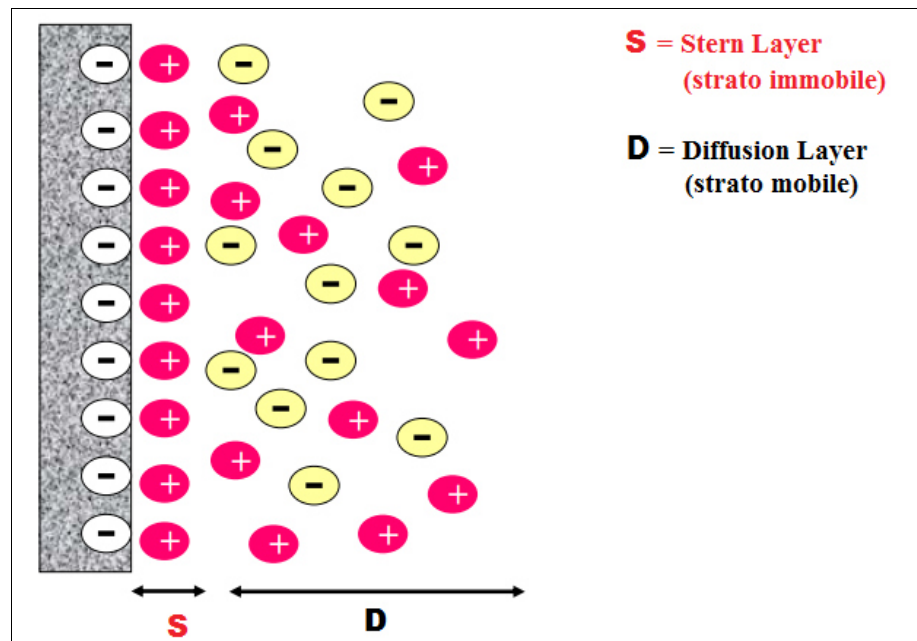 S = Stern Layer
(strato immobile)
D = Diffusion Layer
(strato mobile)
S
D